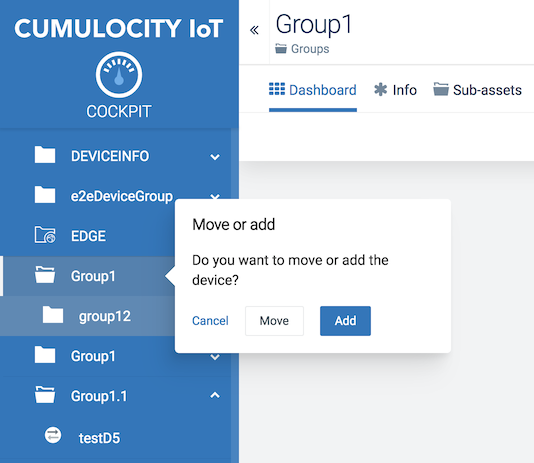 CUMULOCITY IoT
COCKPIT
DEVICEINFO
e2eDeviceGroup
EDGE
Group1
group12
Group1
Group1.1
testD5
Group1
Groups
Dashboard
Info
Sub-assets
Move or add
Do you want to move or add the
device?
Cancel
Move
Add